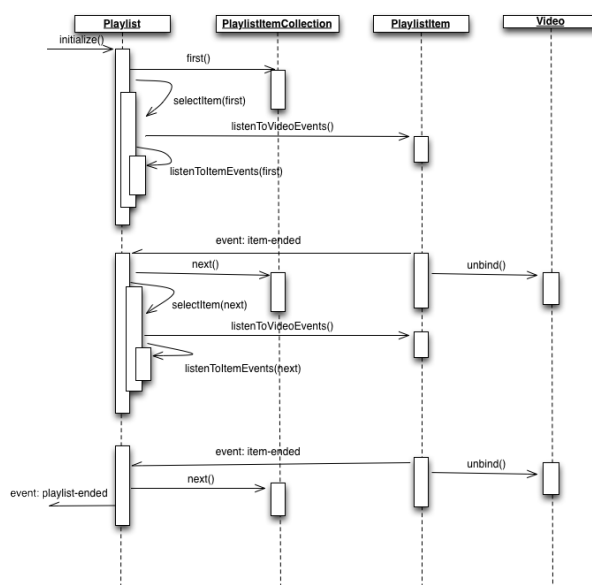 Playlist
PlaylistItemCollection
PlaylistItem
Video
initialize()
first()
selectItem(first)
listenToVideoEvents()
listenToItemEvents(first)
event: item-ended
next()
unbind()
selectItem(next)
listenToVideoEvents()
listenToItemEvents(next)
event: item-ended
unbind()
next()
event: playlist-ended